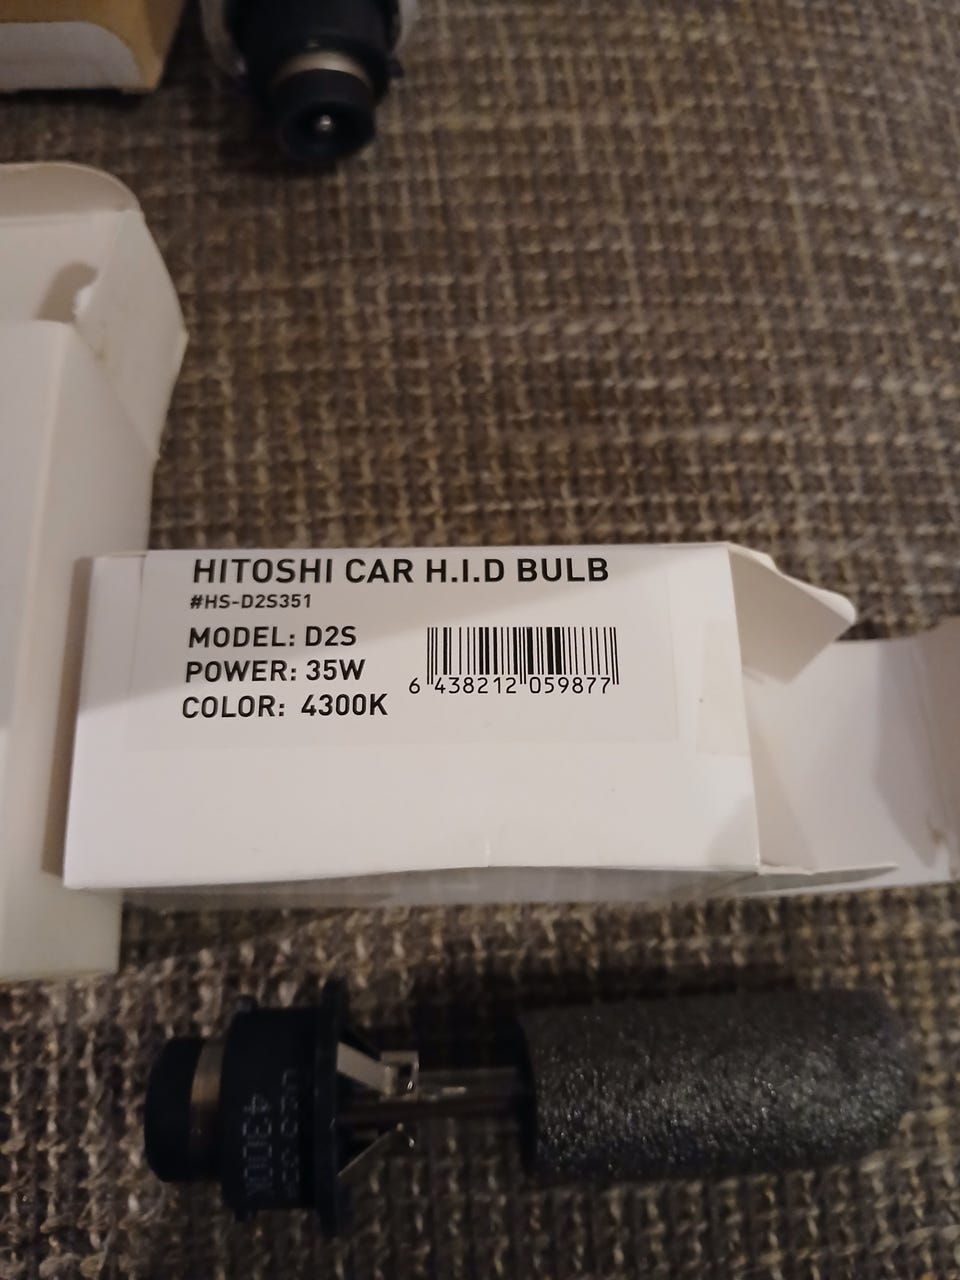 HITOSHI CAR H.I.D BULB
#HS-D2S351
MODEL: D2S
POWER: 35W
COLOR: 4300K
6 438212 059877
4300K